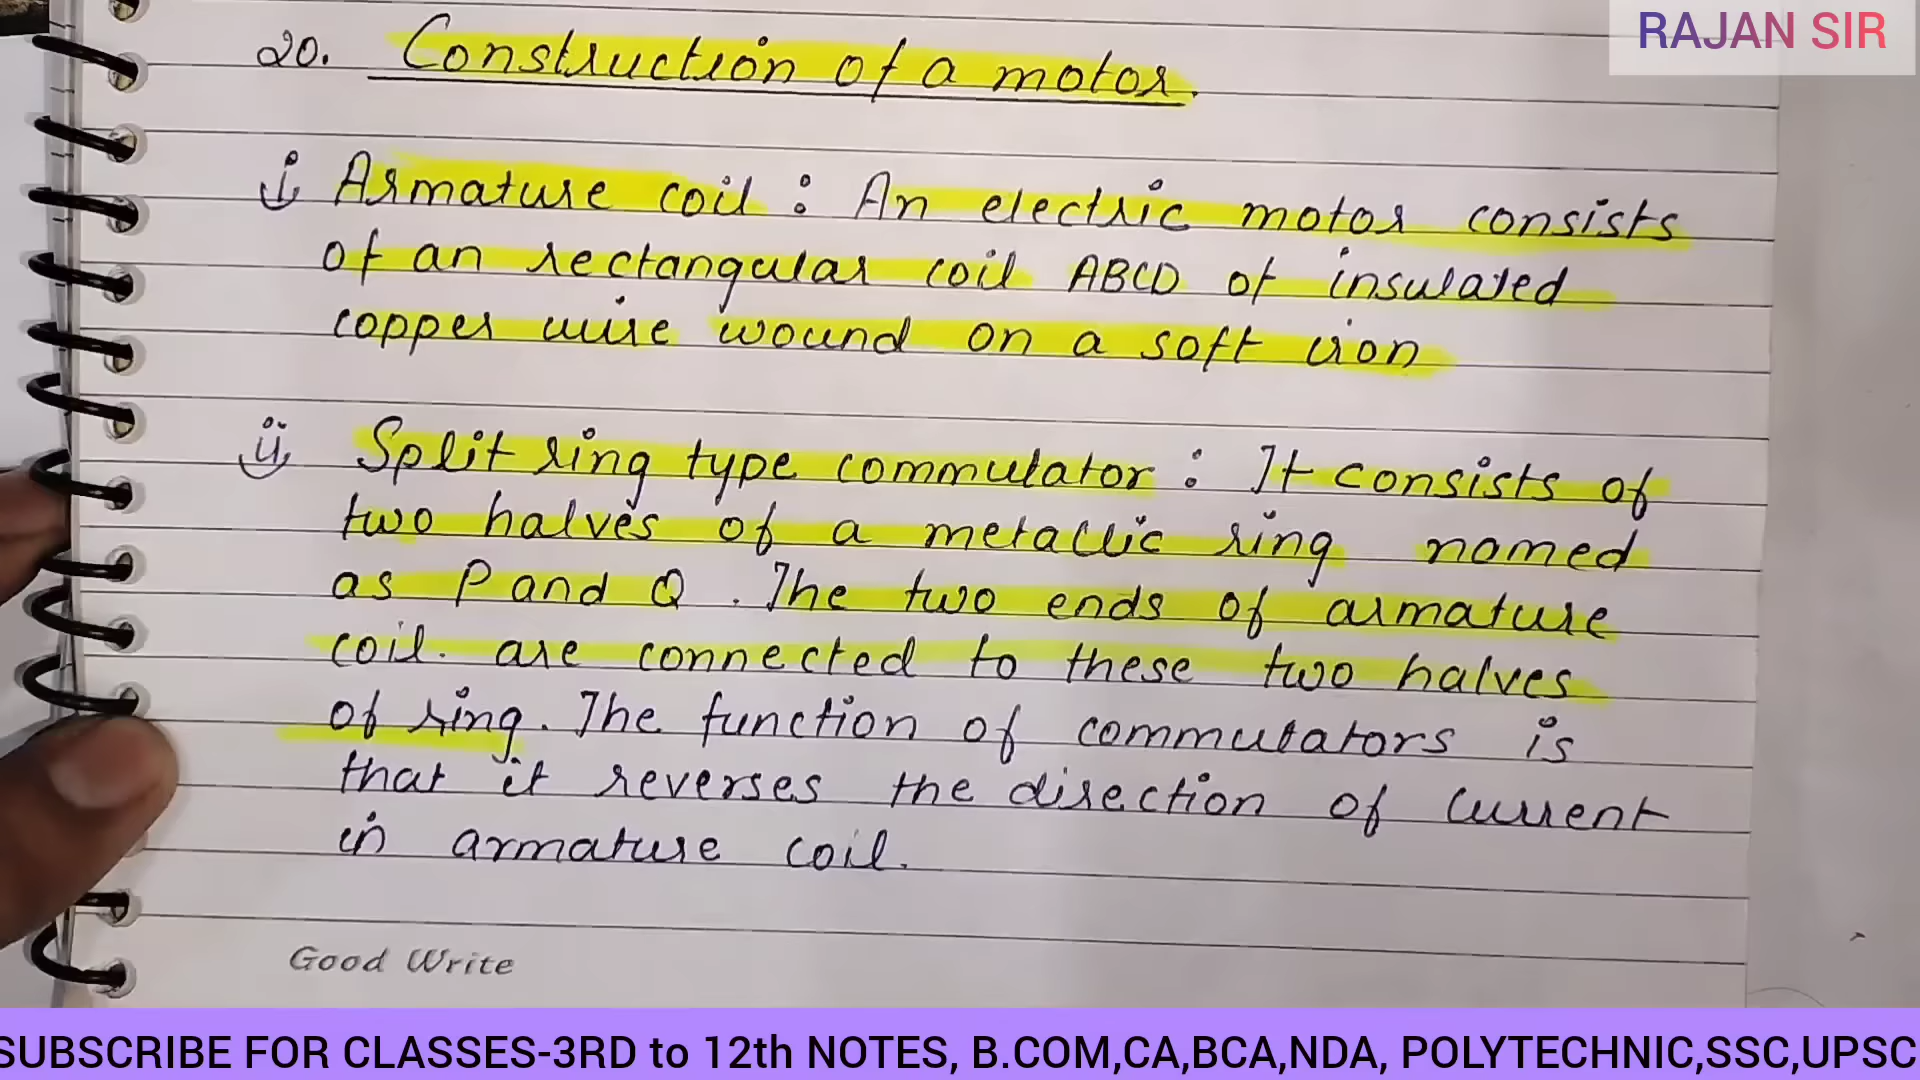 RAJAN SIR
20. Construction of a motor.
i) Armature coil : An electric motor consists
of an rectangular coil ABCD of insulated
copper wire wound on a soft iron
ii) Split ring type commutator : It consists of
two halves of a metallic ring named
as P and Q. The two ends of armature
coil. are connected to these two halves
of ring. The function of commutators is
that it reverses the direction of current
in armature coil.
Good Write
SUBSCRIBE FOR CLASSES-3RD to 12th NOTES, B.COM,CA,BCA,NDA, POLYTECHNIC,SSC,UPSC